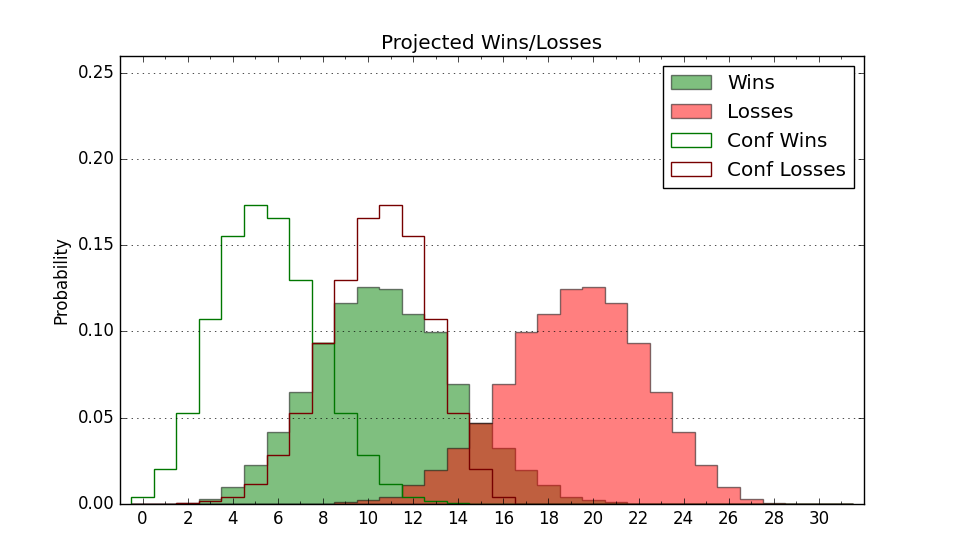 Projected Wins/Losses
0.25
0.20
0.15
0.10
0.05
0.00
Probability
Wins
Losses
Conf Wins
Conf Losses
0 2 4 6 8 10 12 14 16 18 20 22 24 26 28 30